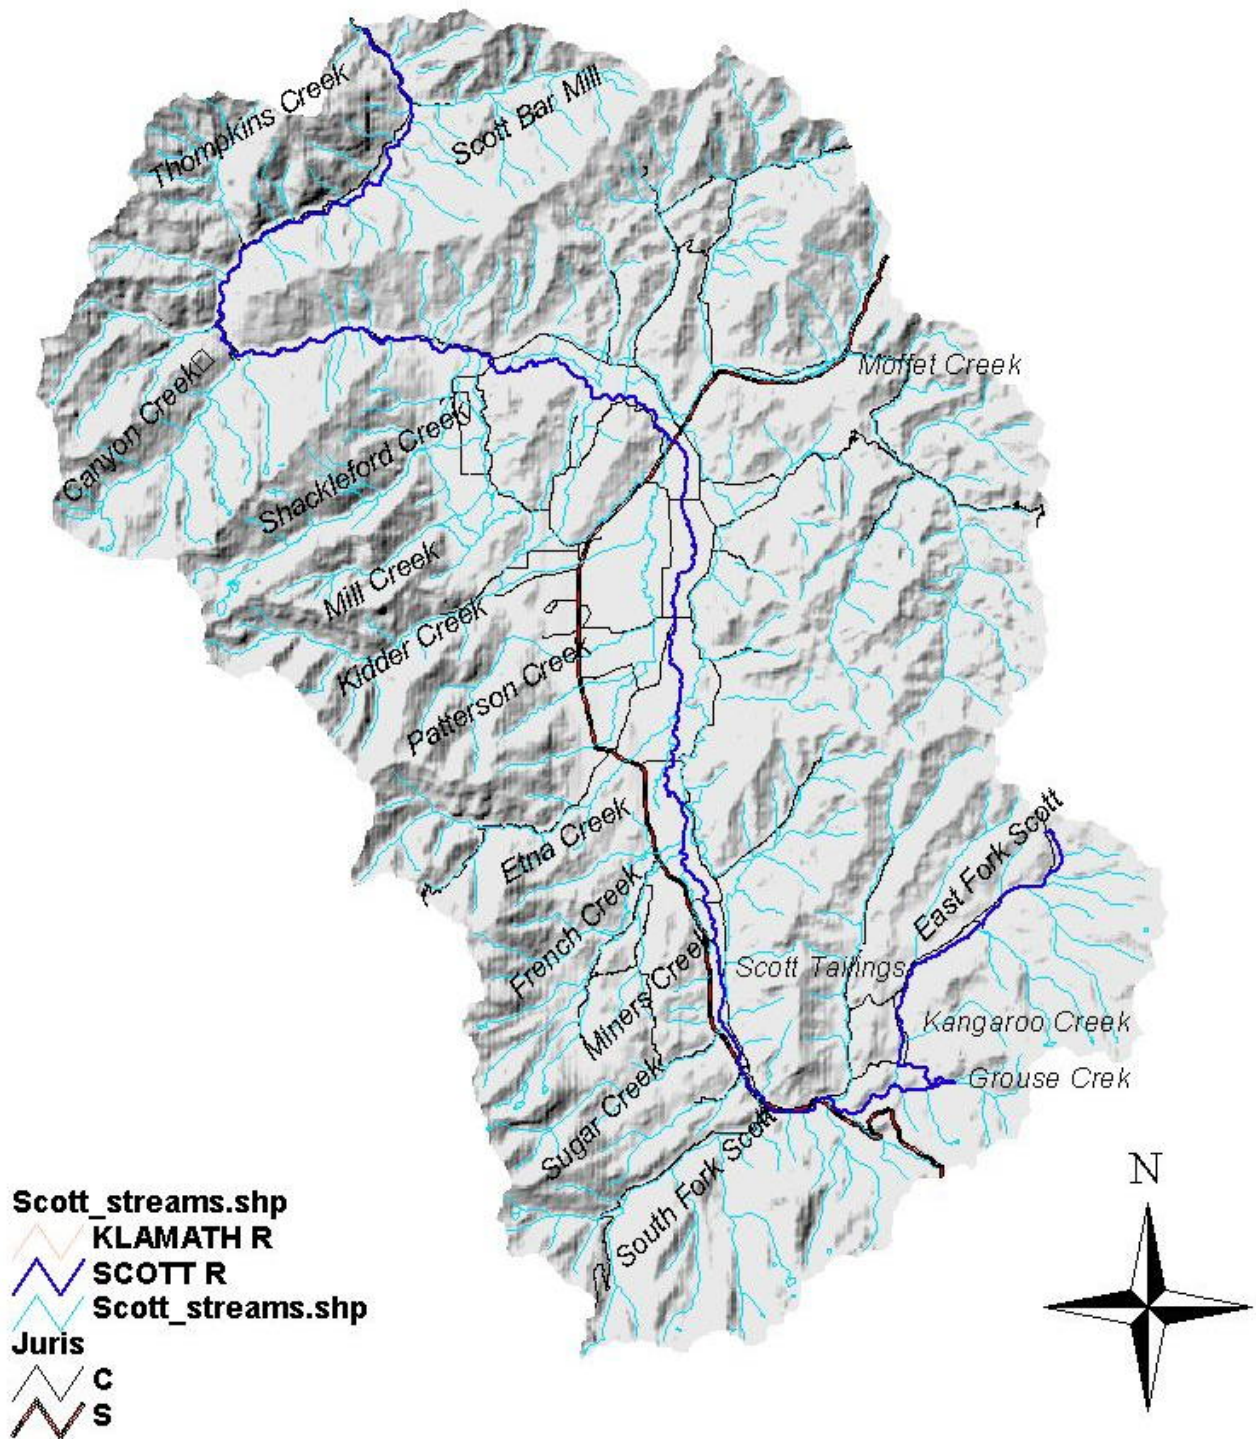 Thompkins Creek
Scott Bar Mill
Moffet Creek
Canyon Creek
Shackleford Creek
Mill Creek
Kidder Creek
Patterson Creek
East Fork Scott
Etna Creek
French Creek
Scott Tailings
Miners Creek
Kangaroo Creek
Grouse Crek
Sugar Creek
South Fork Scott
N
Scott_streams.shp
KLAMATH R
SCOTT R
Scott_streams.shp
Juris
C
S